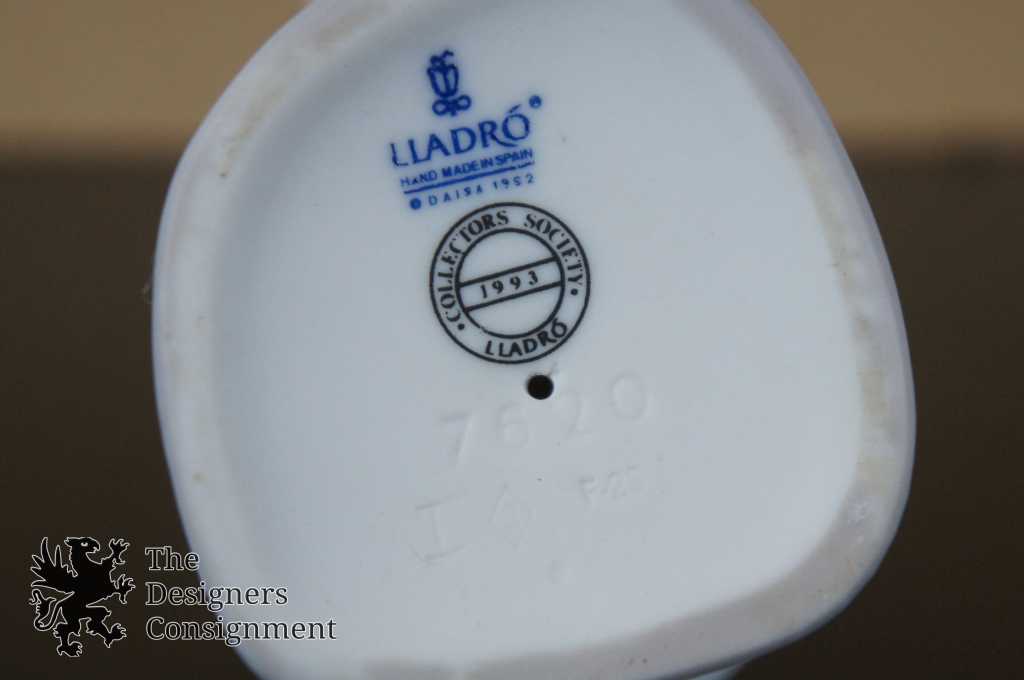 LLADRÓ®
HAND MADE IN SPAIN
© DAISA 1992
COLLECTORS SOCIETY
1993
LLADRÓ
7620
The
Designers
Consignment